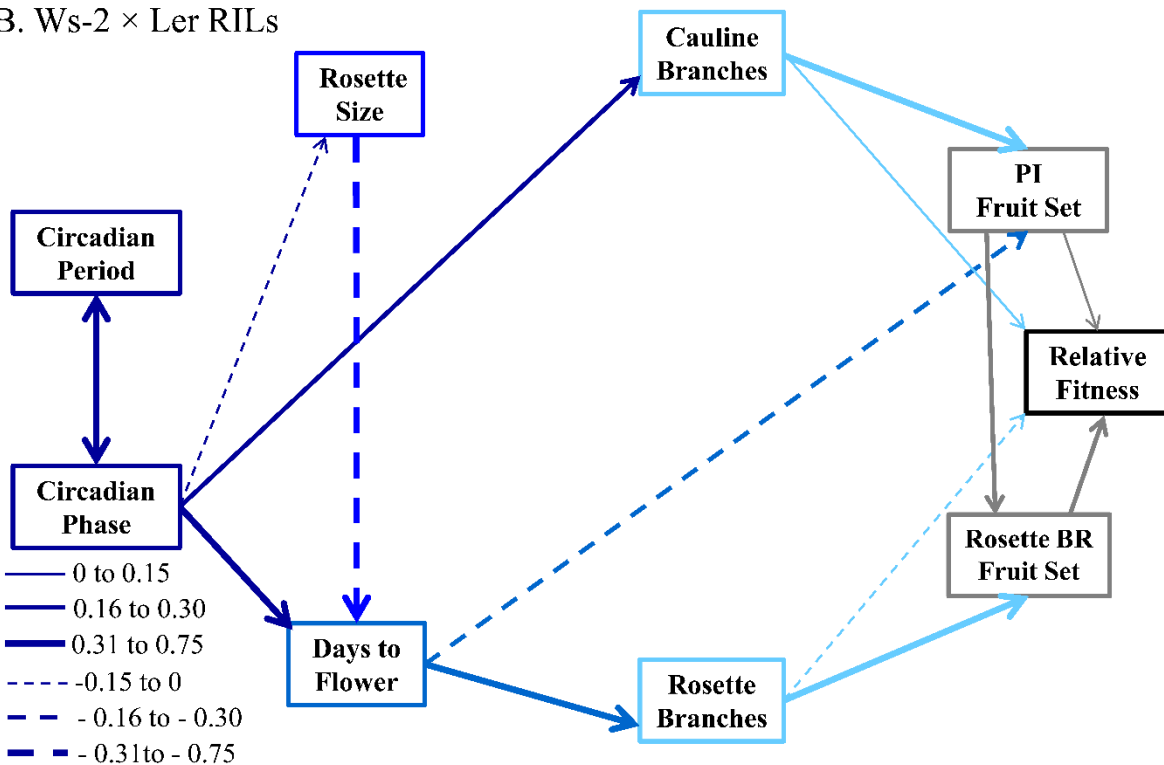 B. Ws-2 × Ler RILs
Cauline
Branches
Rosette
Size
PI
Fruit Set
Circadian
Period
Relative
Fitness
Circadian
Phase
Rosette BR
Fruit Set
Days to
Flower
Rosette
Branches
0 to 0.15
0.16 to 0.30
0.31 to 0.75
-0.15 to 0
- 0.16 to - 0.30
- 0.31to - 0.75